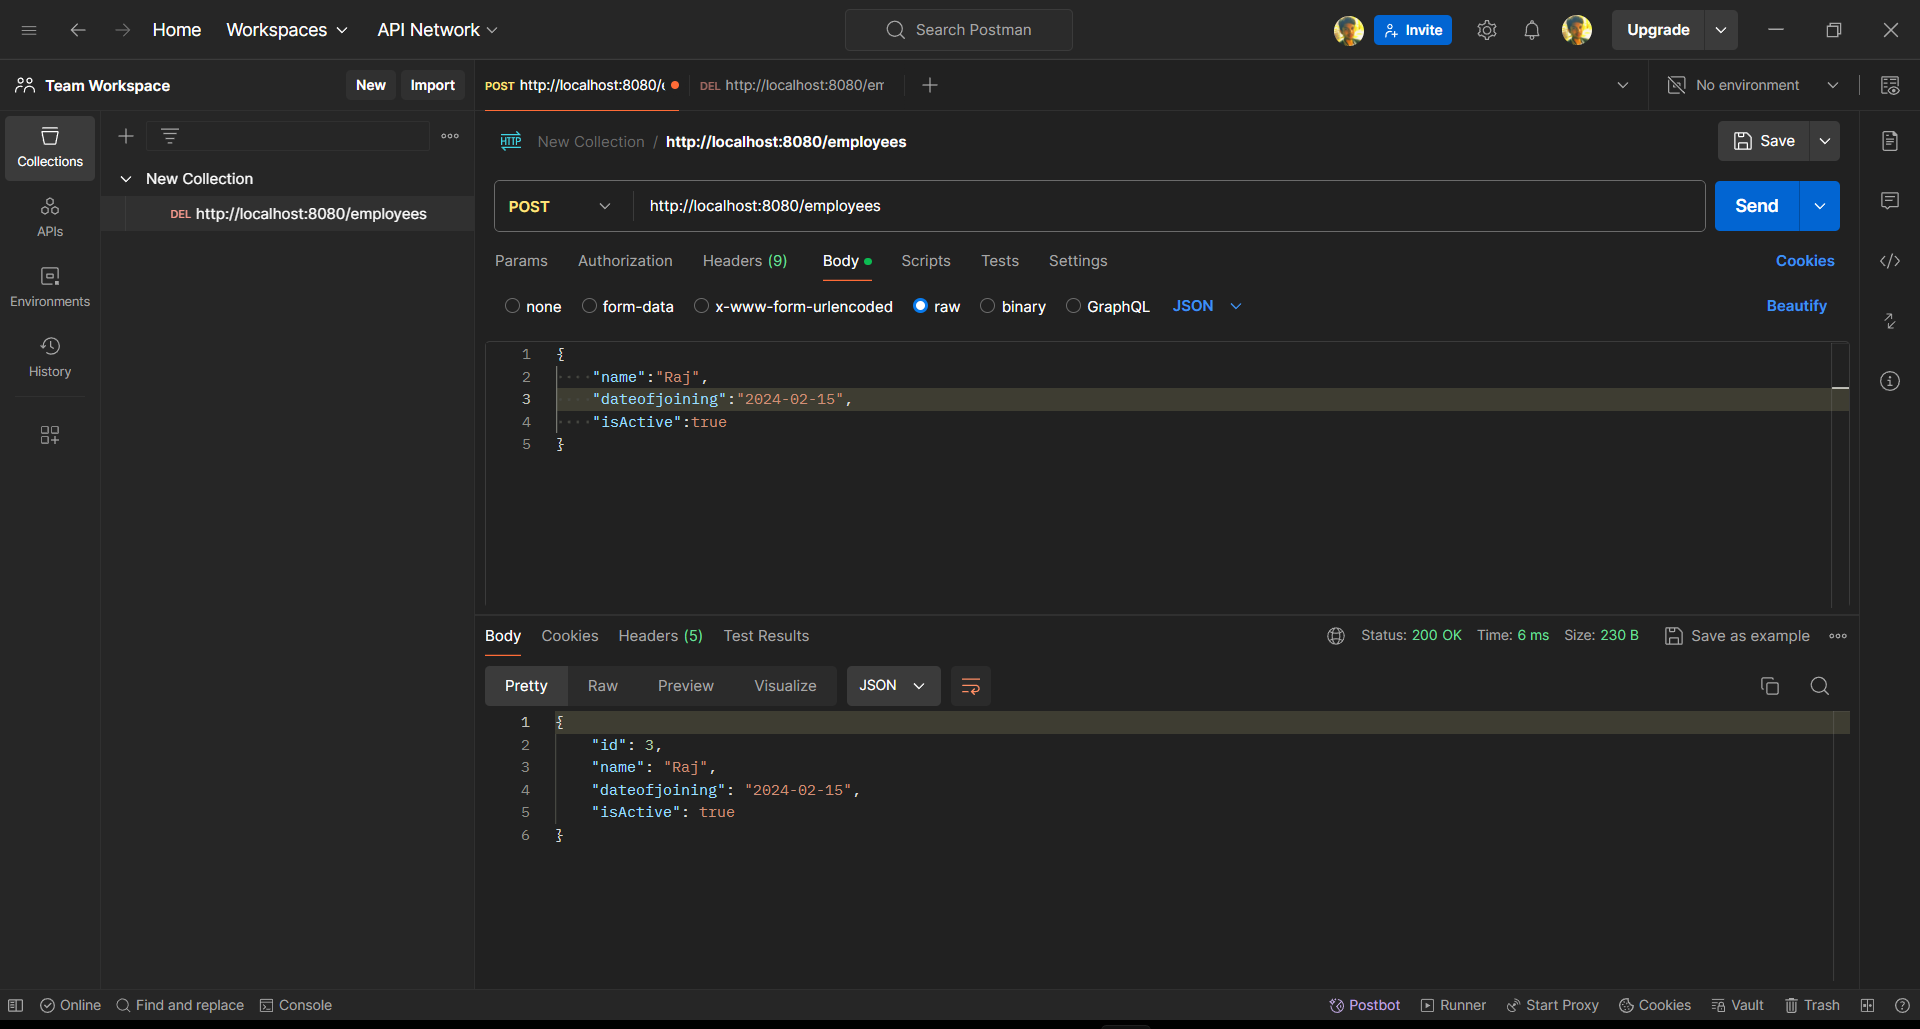 Home Workspaces API Network Search Postman Invite Upgrade
Team Workspace New Import POST http://localhost:8080/e DEL http://localhost:8080/em No environment
Collections
APIs
Environments
History
New Collection
DEL http://localhost:8080/employees
HTTP New Collection / http://localhost:8080/employees Save
POST http://localhost:8080/employees Send
Params Authorization Headers (9) Body Scripts Tests Settings Cookies
none form-data x-www-form-urlencoded raw binary GraphQL JSON Beautify
1 {
2 "name":"Raj",
3 "dateofjoining":"2024-02-15",
4 "isActive":true
5 }
Body Cookies Headers (5) Test Results Status: 200 OK Time: 6 ms Size: 230 B Save as example
Pretty Raw Preview Visualize JSON
1 {
2 "id": 3,
3 "name": "Raj",
4 "dateofjoining": "2024-02-15",
5 "isActive": true
6 }
Online Find and replace Console Postbot Runner Start Proxy Cookies Vault Trash